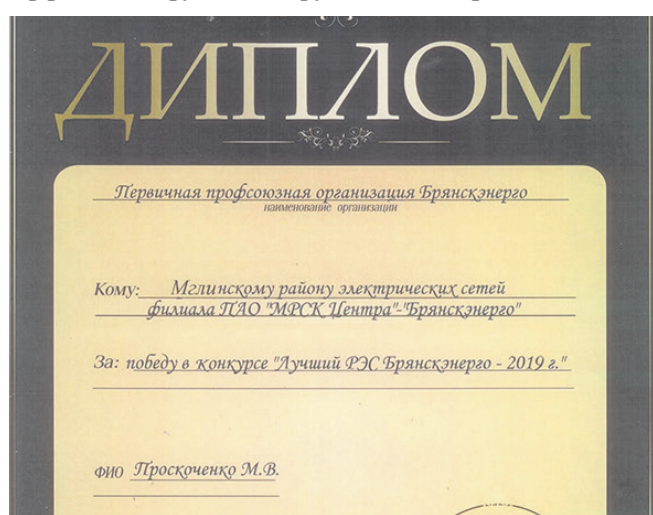 ДИПЛОМ
Первичная профсоюзная организация Брянскэнерго
наименование организации
Кому: Мглинскому району электрических сетей
филиала ПАО "МРСК Центра"-"Брянскэнерго"
За: победу в конкурсе "Лучший РЭС Брянскэнерго - 2019 г."
ФИО Проскоченко М.В.